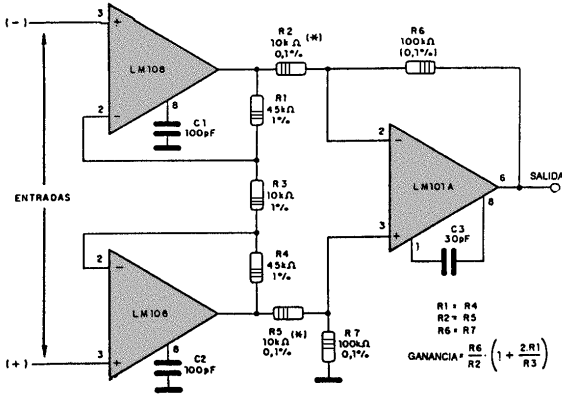 (-)
3
+
LM108
8
2
-
C1
100pF
R2
10kΩ (*)
0,1%
R6
100kΩ
(0,1%)
R1
45kΩ
1%
2
-
LM101A
6
SALIDA
8
ENTRADAS
R3
10kΩ
1%
3
+
1
C3
30pF
2
-
R4
45kΩ
1%
LM108
8
(+)
3
+
C2
100pF
R5 (*)
10kΩ
0,1%
R7
100kΩ
0,1%
R1 = R4
R2 = R5
R6 = R7
GANANCIA = R6/R2 · (1 + 2.R1/R3)